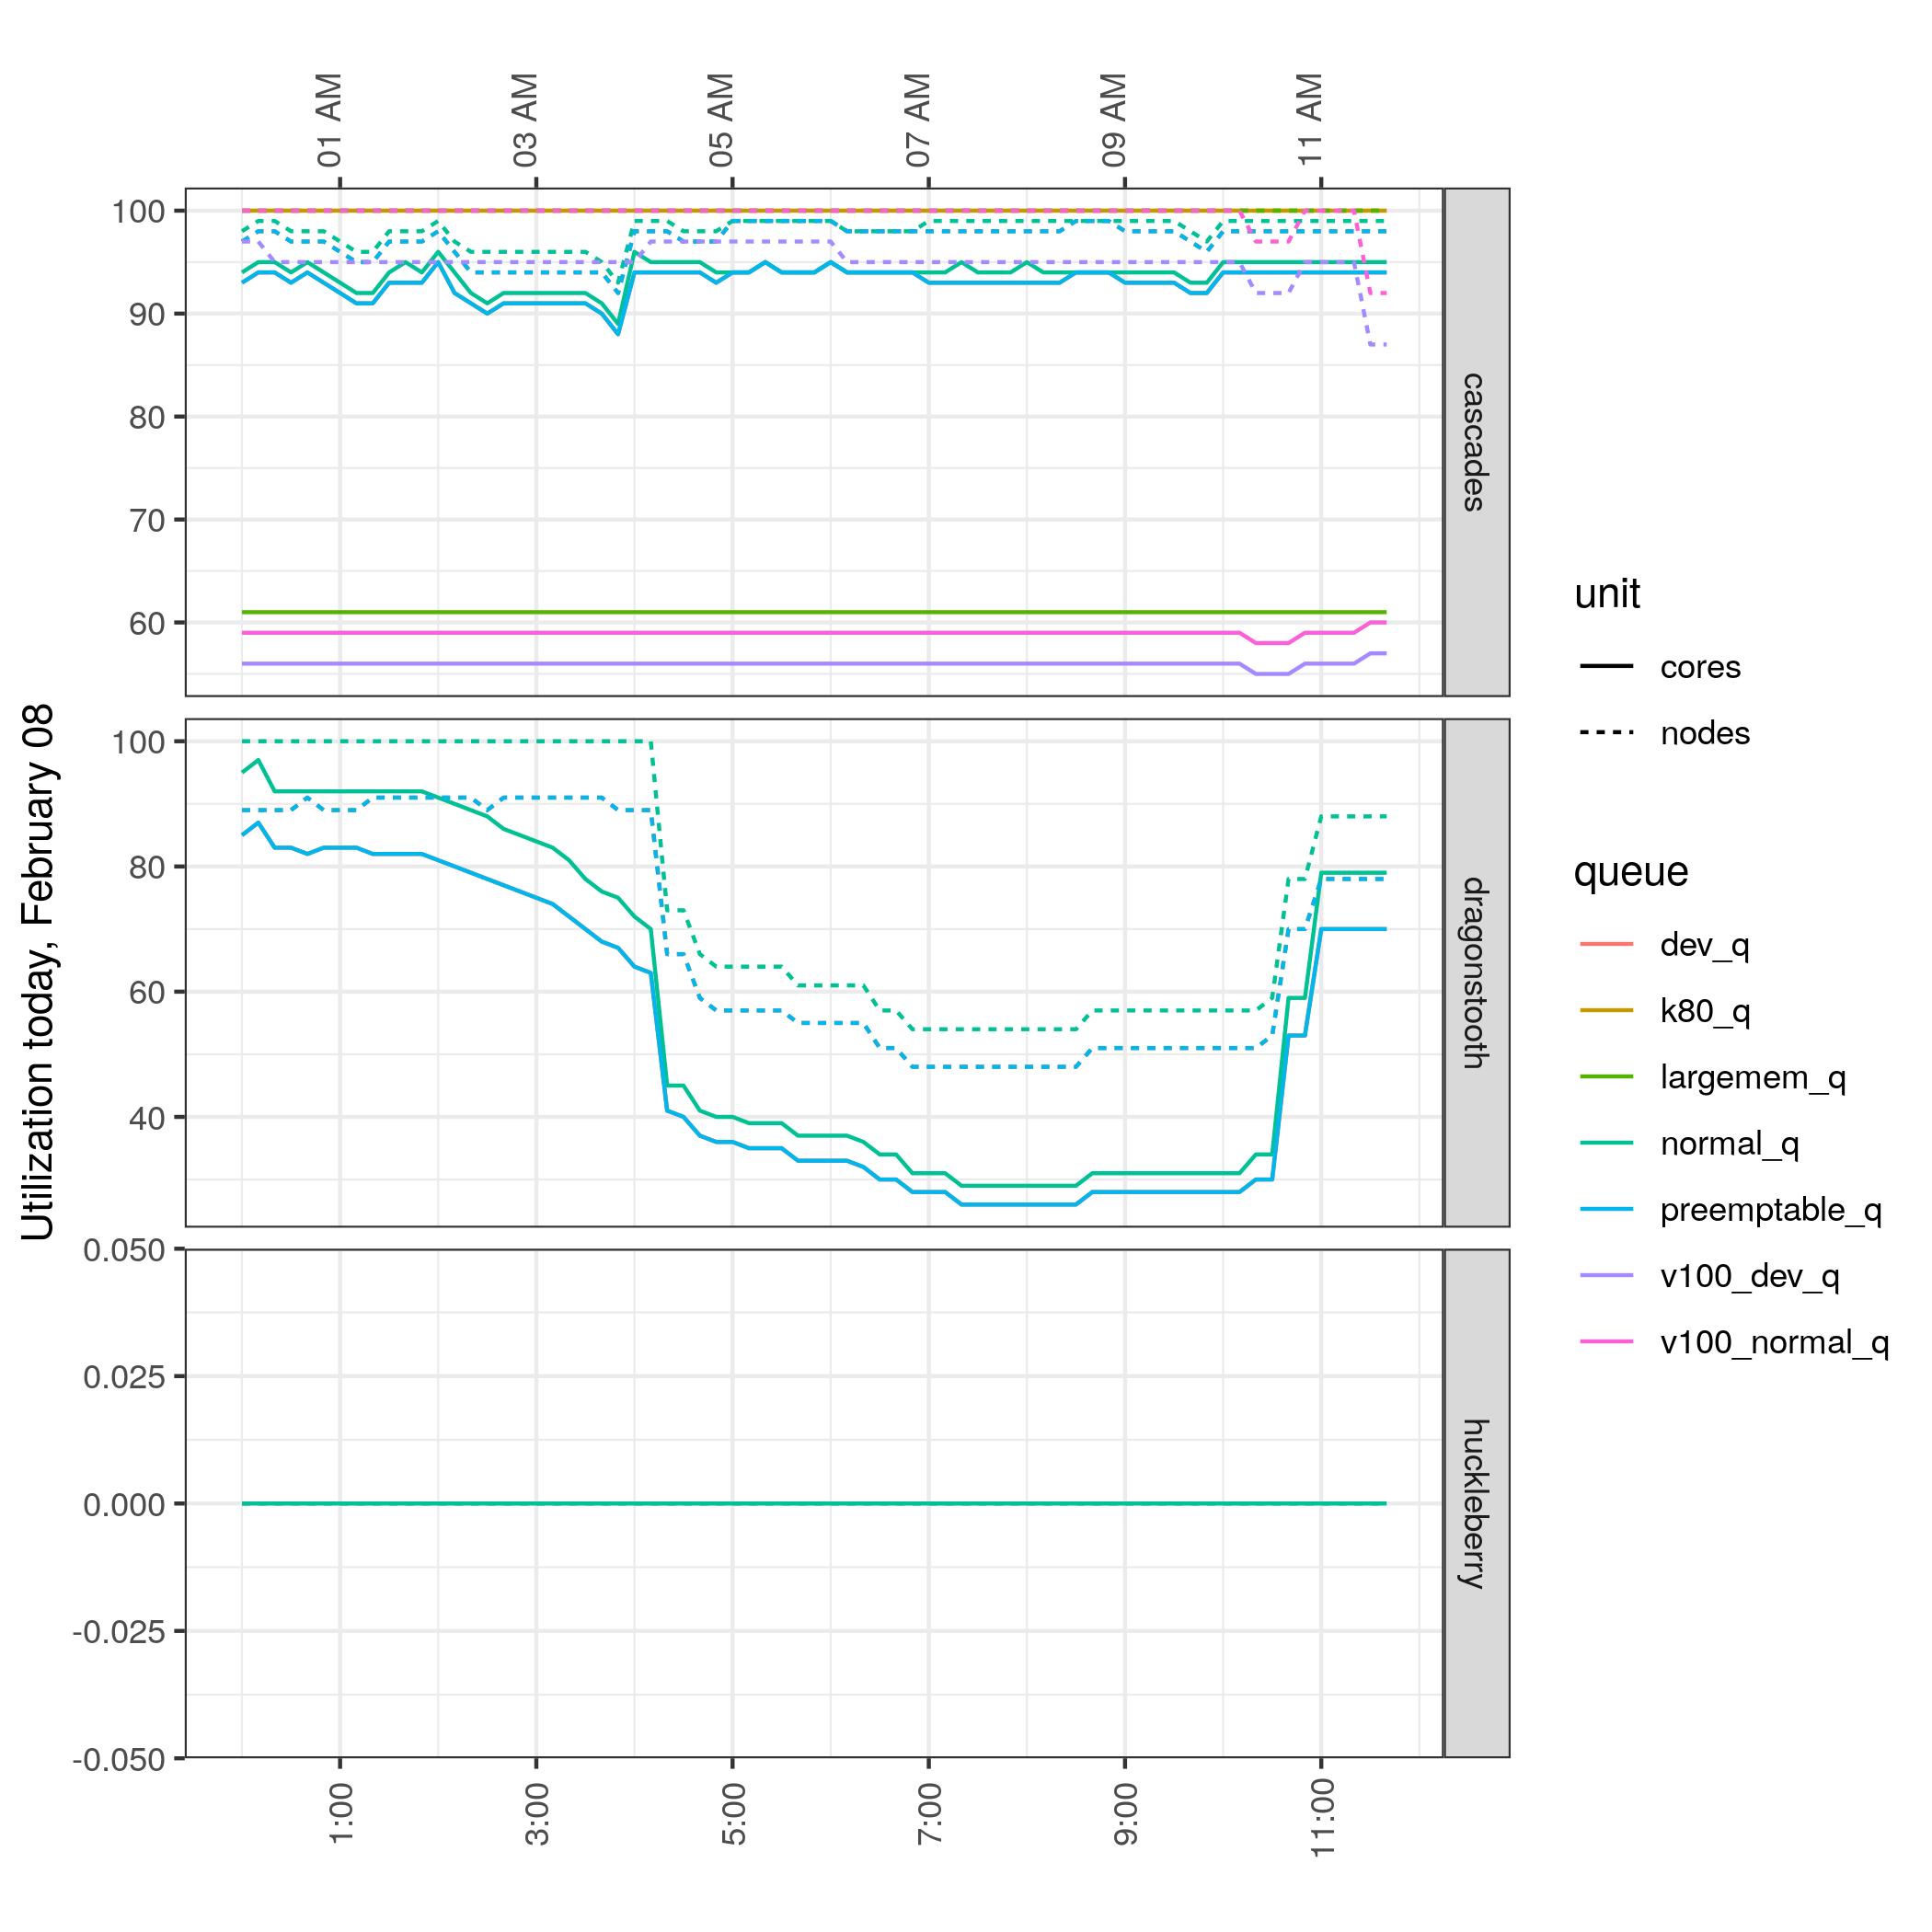 01 AM
03 AM
05 AM
07 AM
09 AM
11 AM
100
90
80
70
60
cascades
Utilization today, February 08
100
80
60
40
dragonstooth
0.050
0.025
0.000
-0.025
-0.050
huckleberry
1:00
3:00
5:00
7:00
9:00
11:00
unit
cores
nodes
queue
dev_q
k80_q
largemem_q
normal_q
preemptable_q
v100_dev_q
v100_normal_q